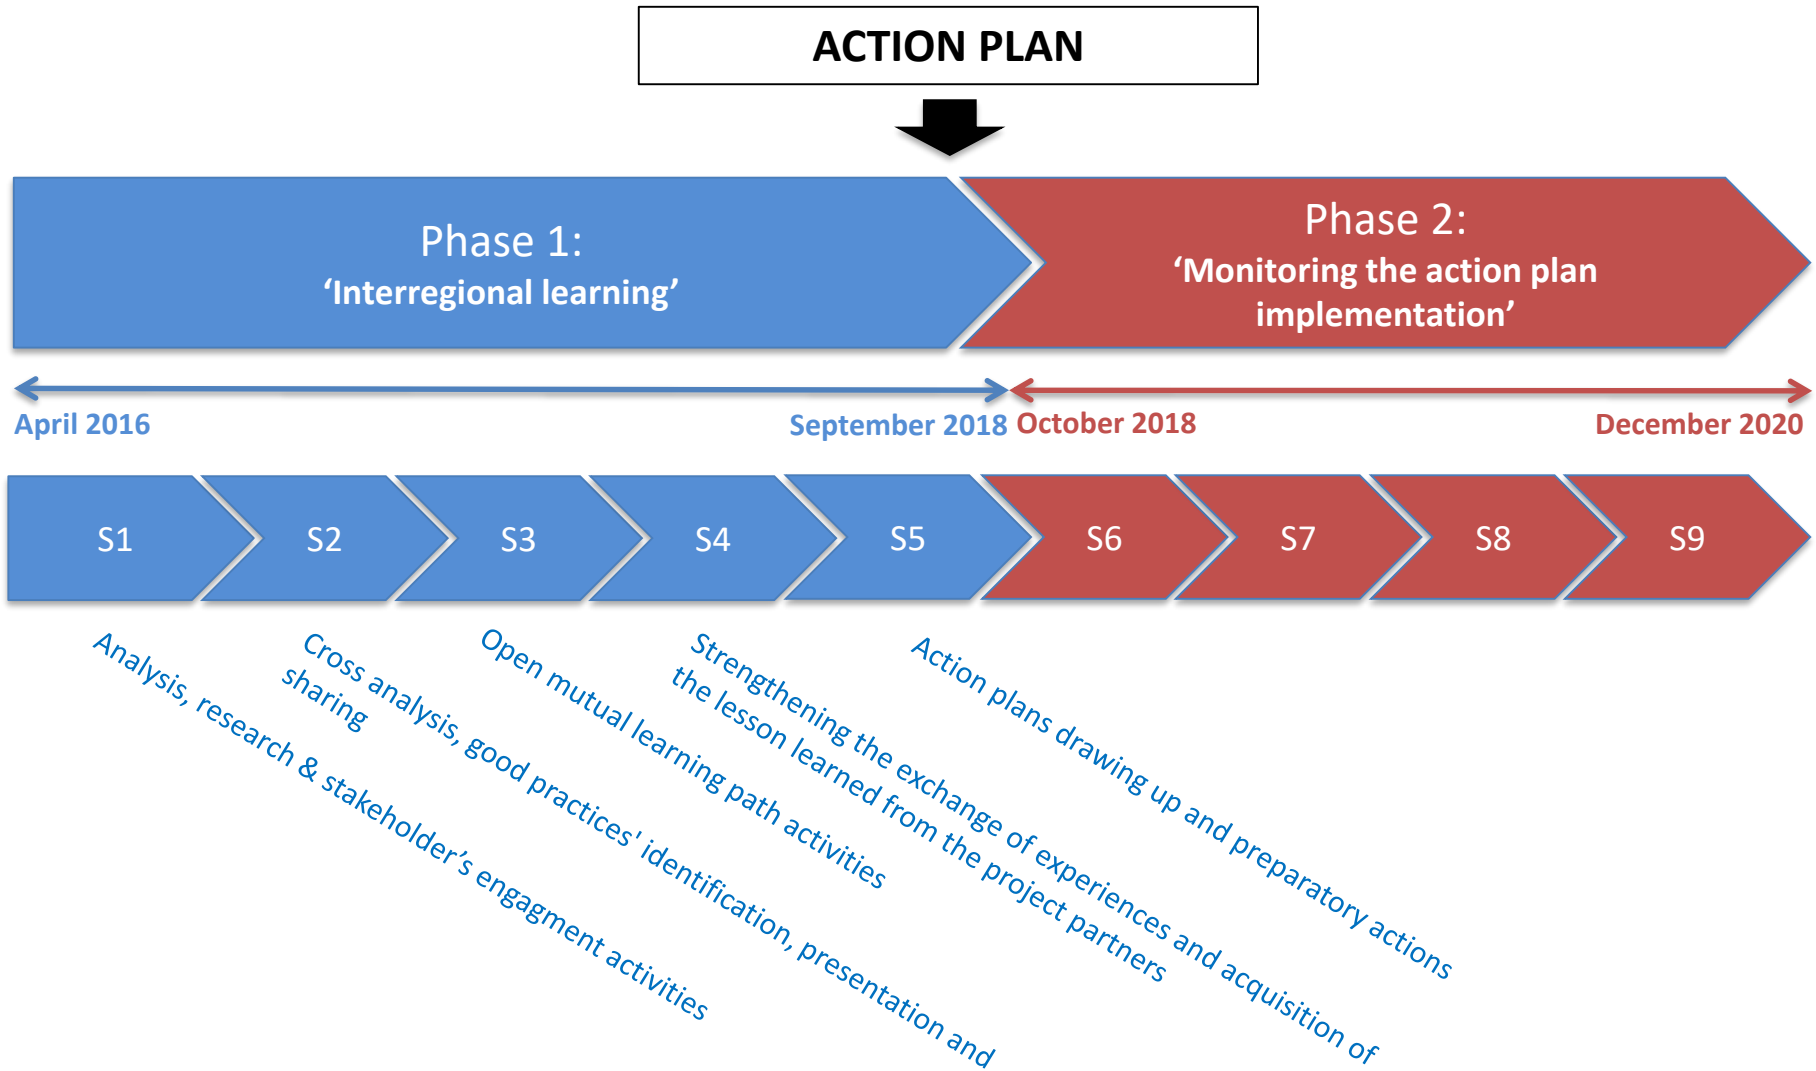 ACTION PLAN
Phase 1:
‘Interregional learning’
Phase 2:
‘Monitoring the action plan
implementation’
April 2016
September 2018
October 2018
December 2020
S1
S2
S3
S4
S5
S6
S7
S8
S9
Analysis, research & stakeholder’s engagment activities
Cross analysis, good practices' identification, presentation and
sharing
Open mutual learning path activities
Strengthening the exchange of experiences and acquisition of
the lesson learned from the project partners
Action plans drawing up and preparatory actions